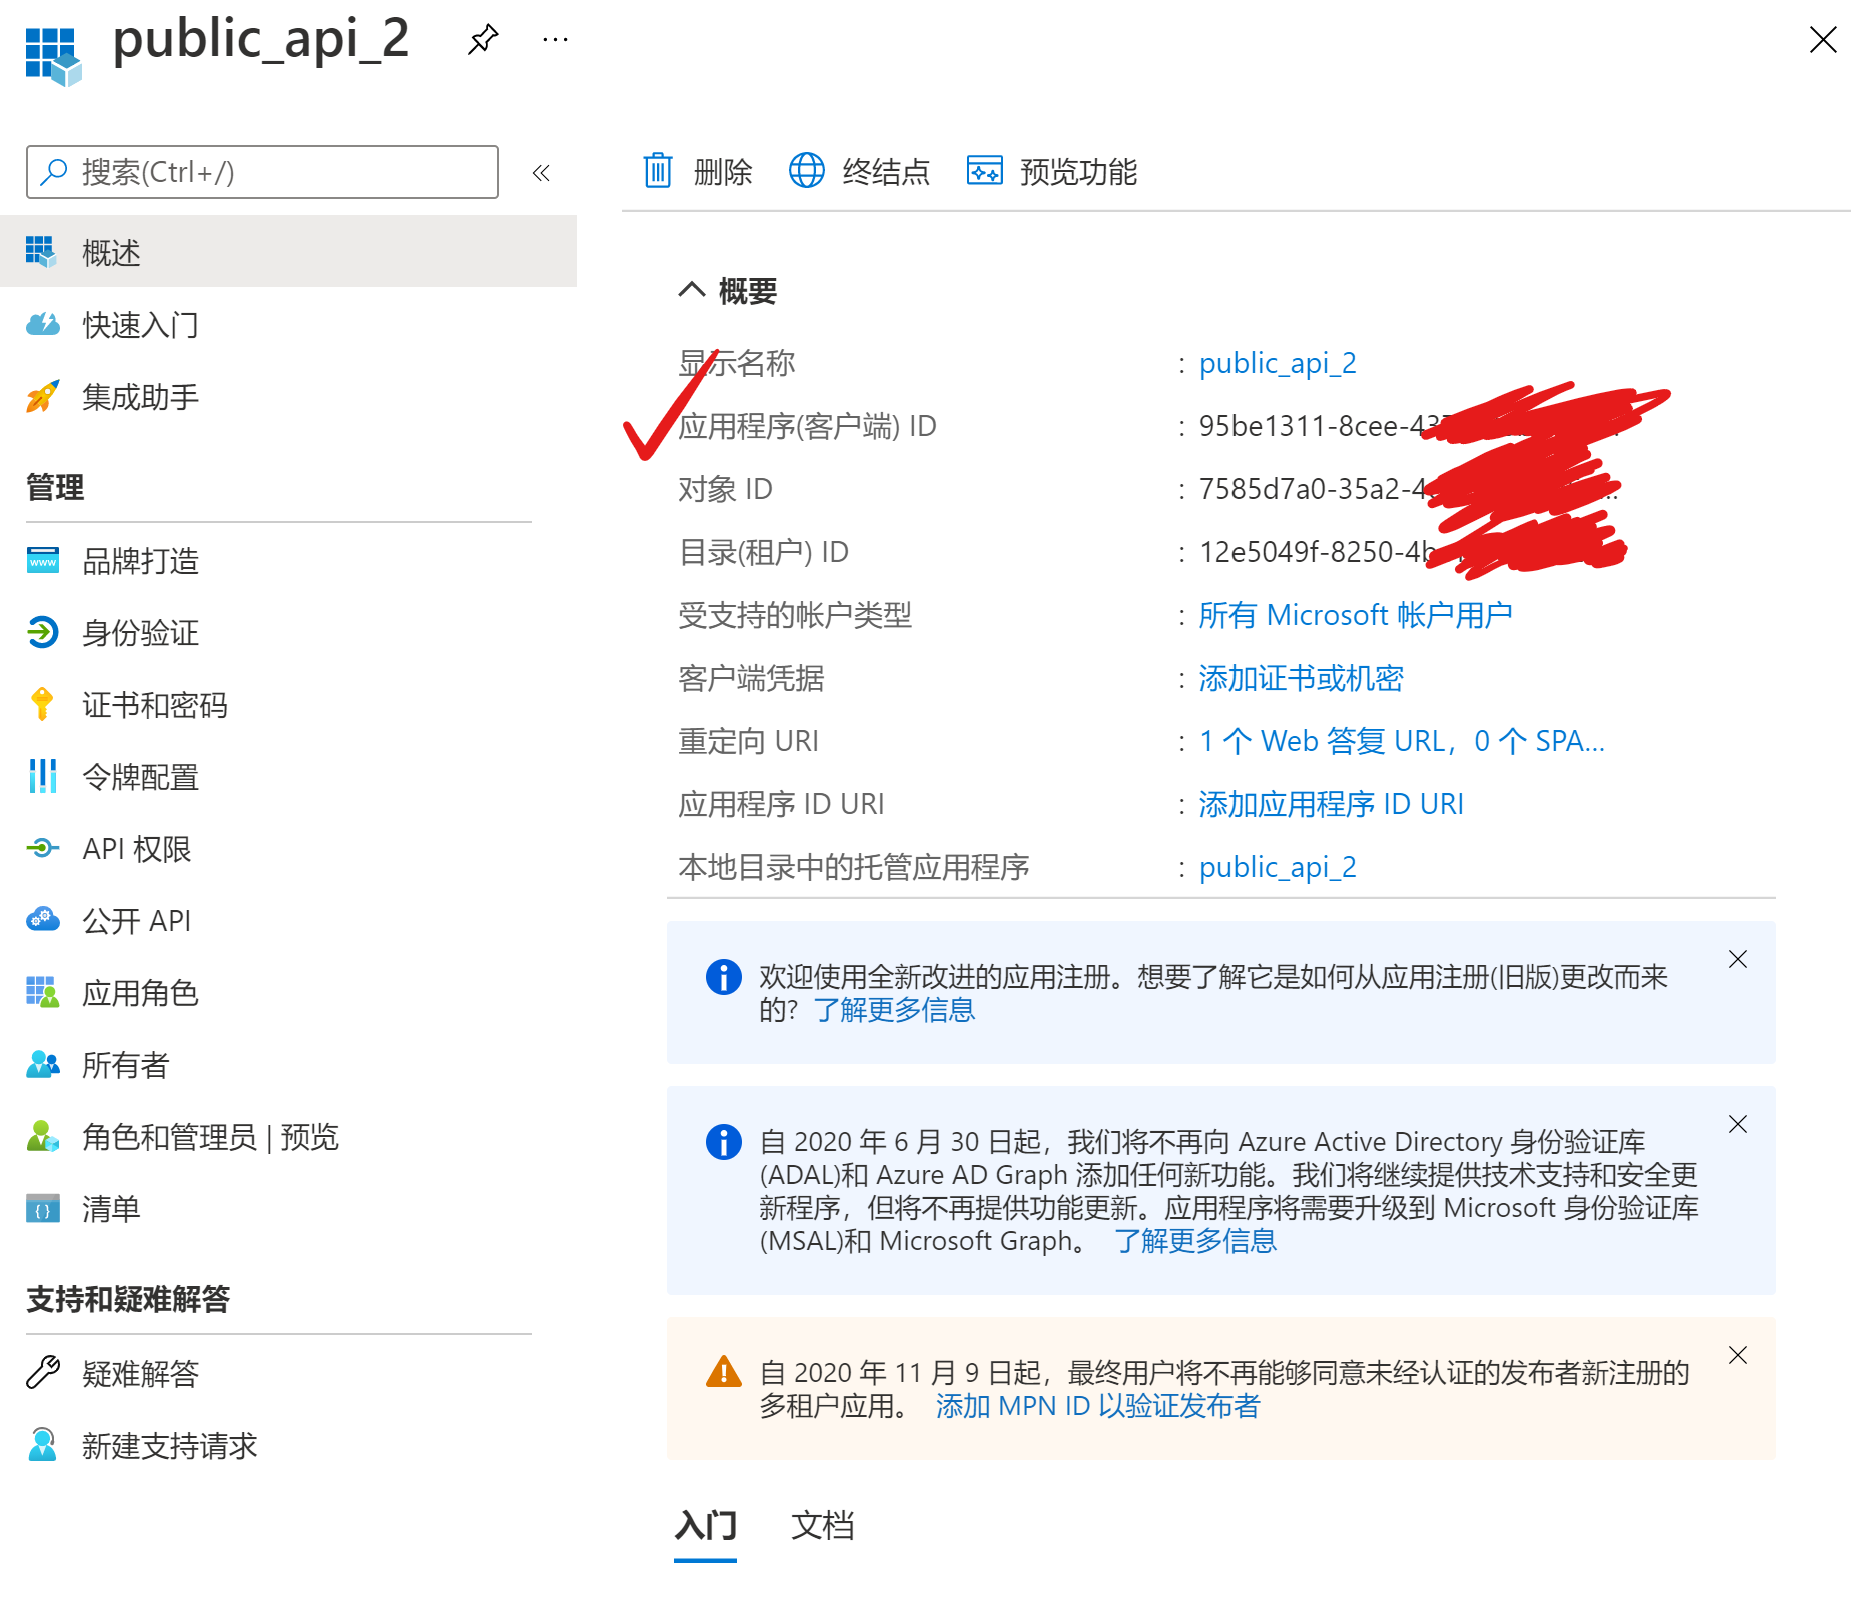 public_api_2
搜索(Ctrl+/)
概述
快速入门
集成助手
管理
品牌打造
身份验证
证书和密码
令牌配置
API 权限
公开 API
应用角色
所有者
角色和管理员 | 预览
清单
支持和疑难解答
疑难解答
新建支持请求
删除 终结点 预览功能
概要
显示名称 : public_api_2
应用程序(客户端) ID : 95be1311-8cee-43
对象 ID : 7585d7a0-35a2-4
目录(租户) ID : 12e5049f-8250-4b
受支持的帐户类型 : 所有 Microsoft 帐户用户
客户端凭据 : 添加证书或机密
重定向 URI : 1 个 Web 答复 URL，0 个 SPA...
应用程序 ID URI : 添加应用程序 ID URI
本地目录中的托管应用程序 : public_api_2
欢迎使用全新改进的应用注册。想要了解它是如何从应用注册(旧版)更改而来
的? 了解更多信息
自 2020 年 6 月 30 日起，我们将不再向 Azure Active Directory 身份验证库
(ADAL)和 Azure AD Graph 添加任何新功能。我们将继续提供技术支持和安全更
新程序，但将不再提供功能更新。应用程序将需要升级到 Microsoft 身份验证库
(MSAL)和 Microsoft Graph。 了解更多信息
自 2020 年 11 月 9 日起，最终用户将不再能够同意未经认证的发布者新注册的
多租户应用。 添加 MPN ID 以验证发布者
入门 文档